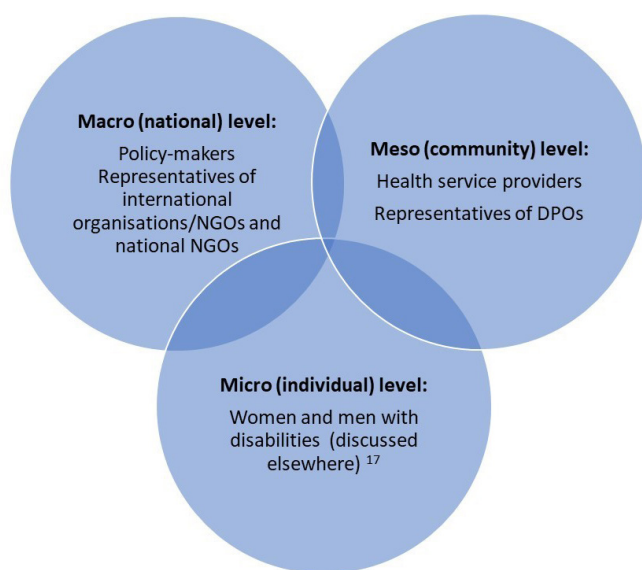 Macro (national) level:
Policy-makers
Representatives of
international
organisations/NGOs and
national NGOs
Meso (community) level:
Health service providers
Representatives of DPOs
Micro (individual) level:
Women and men with
disabilities (discussed
elsewhere) 17